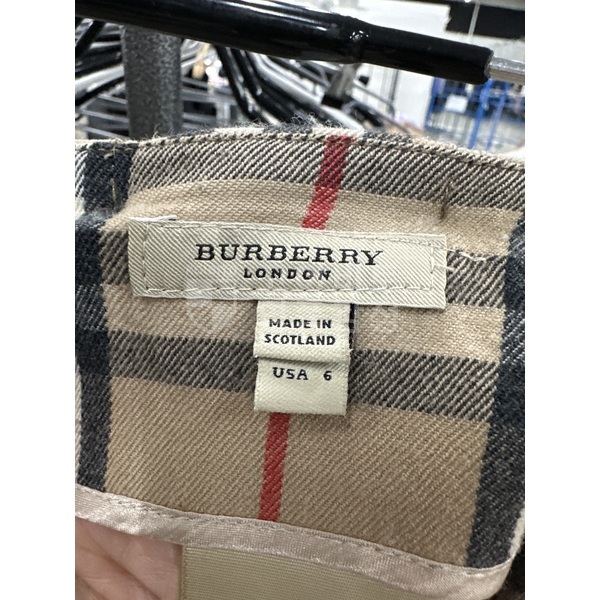 BURBERRY
LONDON
MADE IN
SCOTLAND
USA 6